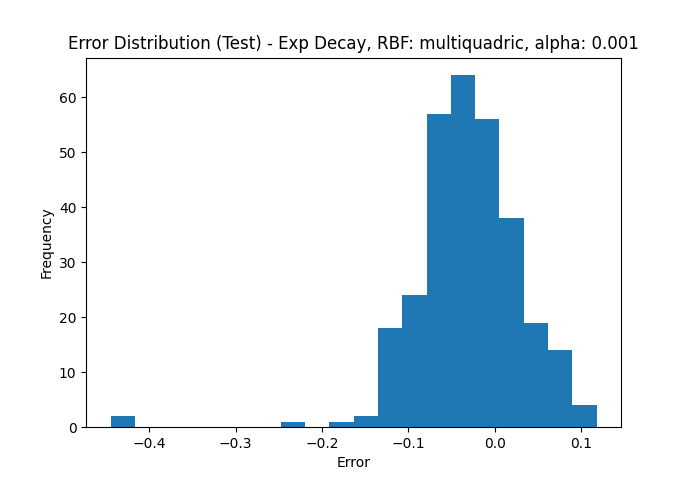 Error Distribution (Test) - Exp Decay, RBF: multiquadric, alpha: 0.001
60
50
40
30
20
10
0
Frequency
−0.4 −0.3 −0.2 −0.1 0.0 0.1
Error